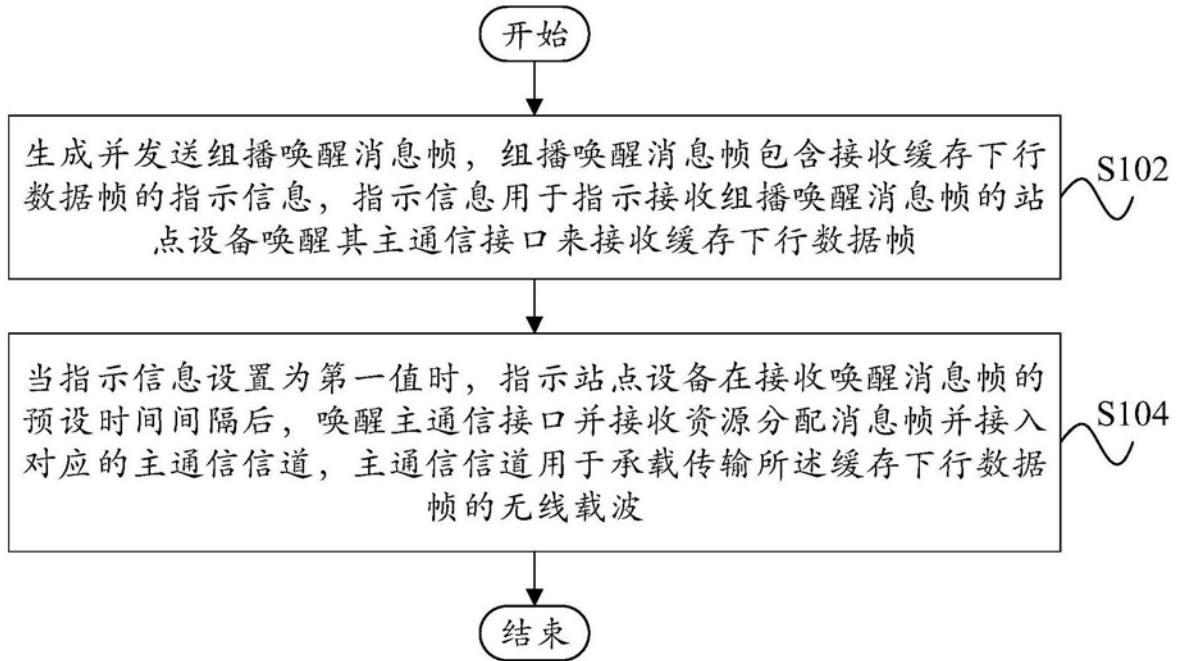 开始
生成并发送组播唤醒消息帧，组播唤醒消息帧包含接收缓存下行
数据帧的指示信息，指示信息用于指示接收组播唤醒消息帧的站
点设备唤醒其主通信接口来接收缓存下行数据帧
S102
当指示信息设置为第一值时，指示站点设备在接收唤醒消息帧的
预设时间间隔后，唤醒主通信接口并接收资源分配消息帧并接入
对应的主通信信道，主通信信道用于承载传输所述缓存下行数据
帧的无线载波
S104
结束